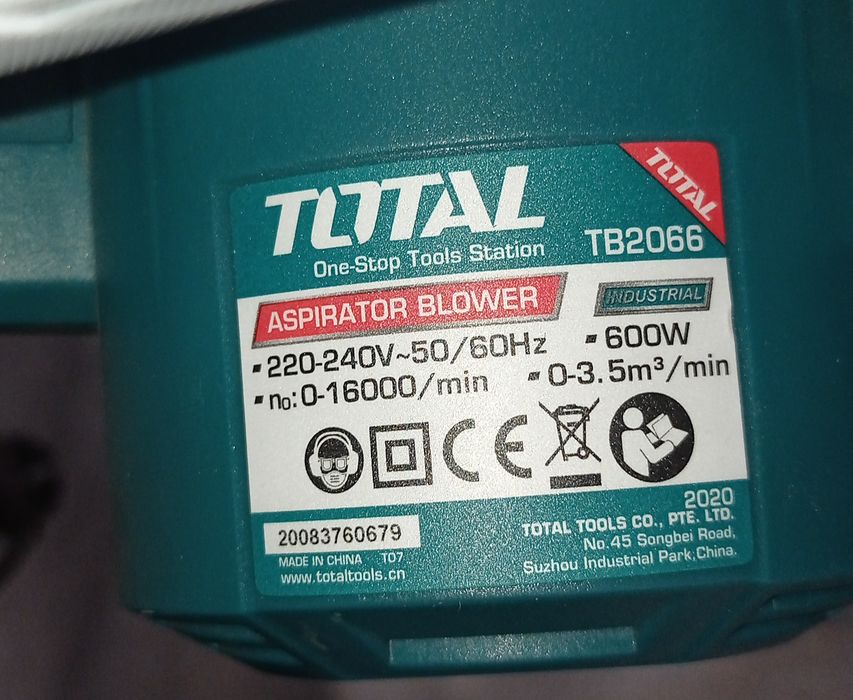 TOTAL
TOTAL
One-Stop Tools Station
TB2066
ASPIRATOR BLOWER
INDUSTRIAL
▪220-240V~50/60Hz ▪600W
▪n₀:0-16000/min ▪0-3.5m³/min
CE
2020
20083760679
TOTAL TOOLS CO., PTE. LTD.
MADE IN CHINA T07
No.45 Songbei Road,
www.totaltools.cn
Suzhou Industrial Park,China.